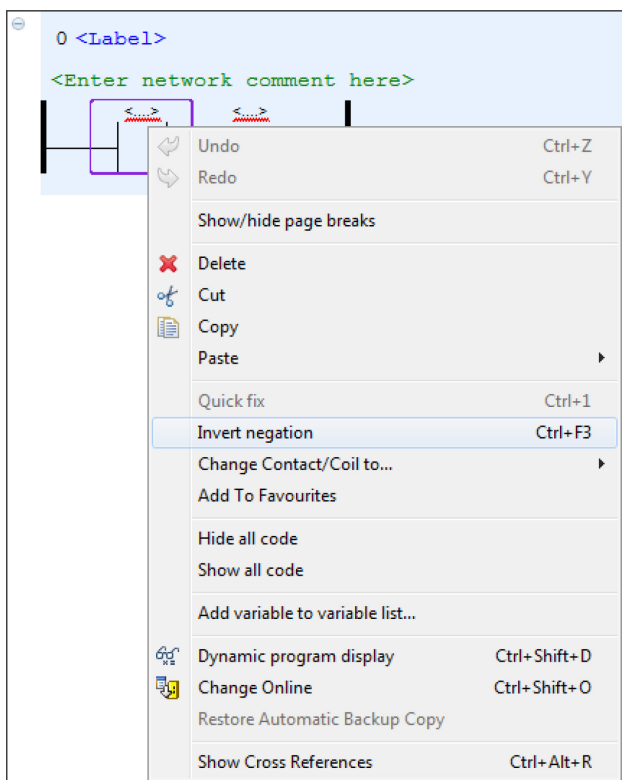 0 <Label>
<Enter network comment here>
<....> <....>
Undo Ctrl+Z
Redo Ctrl+Y
Show/hide page breaks
Delete
Cut
Copy
Paste
Quick fix Ctrl+1
Invert negation Ctrl+F3
Change Contact/Coil to...
Add To Favourites
Hide all code
Show all code
Add variable to variable list...
Dynamic program display Ctrl+Shift+D
Change Online Ctrl+Shift+O
Restore Automatic Backup Copy
Show Cross References Ctrl+Alt+R